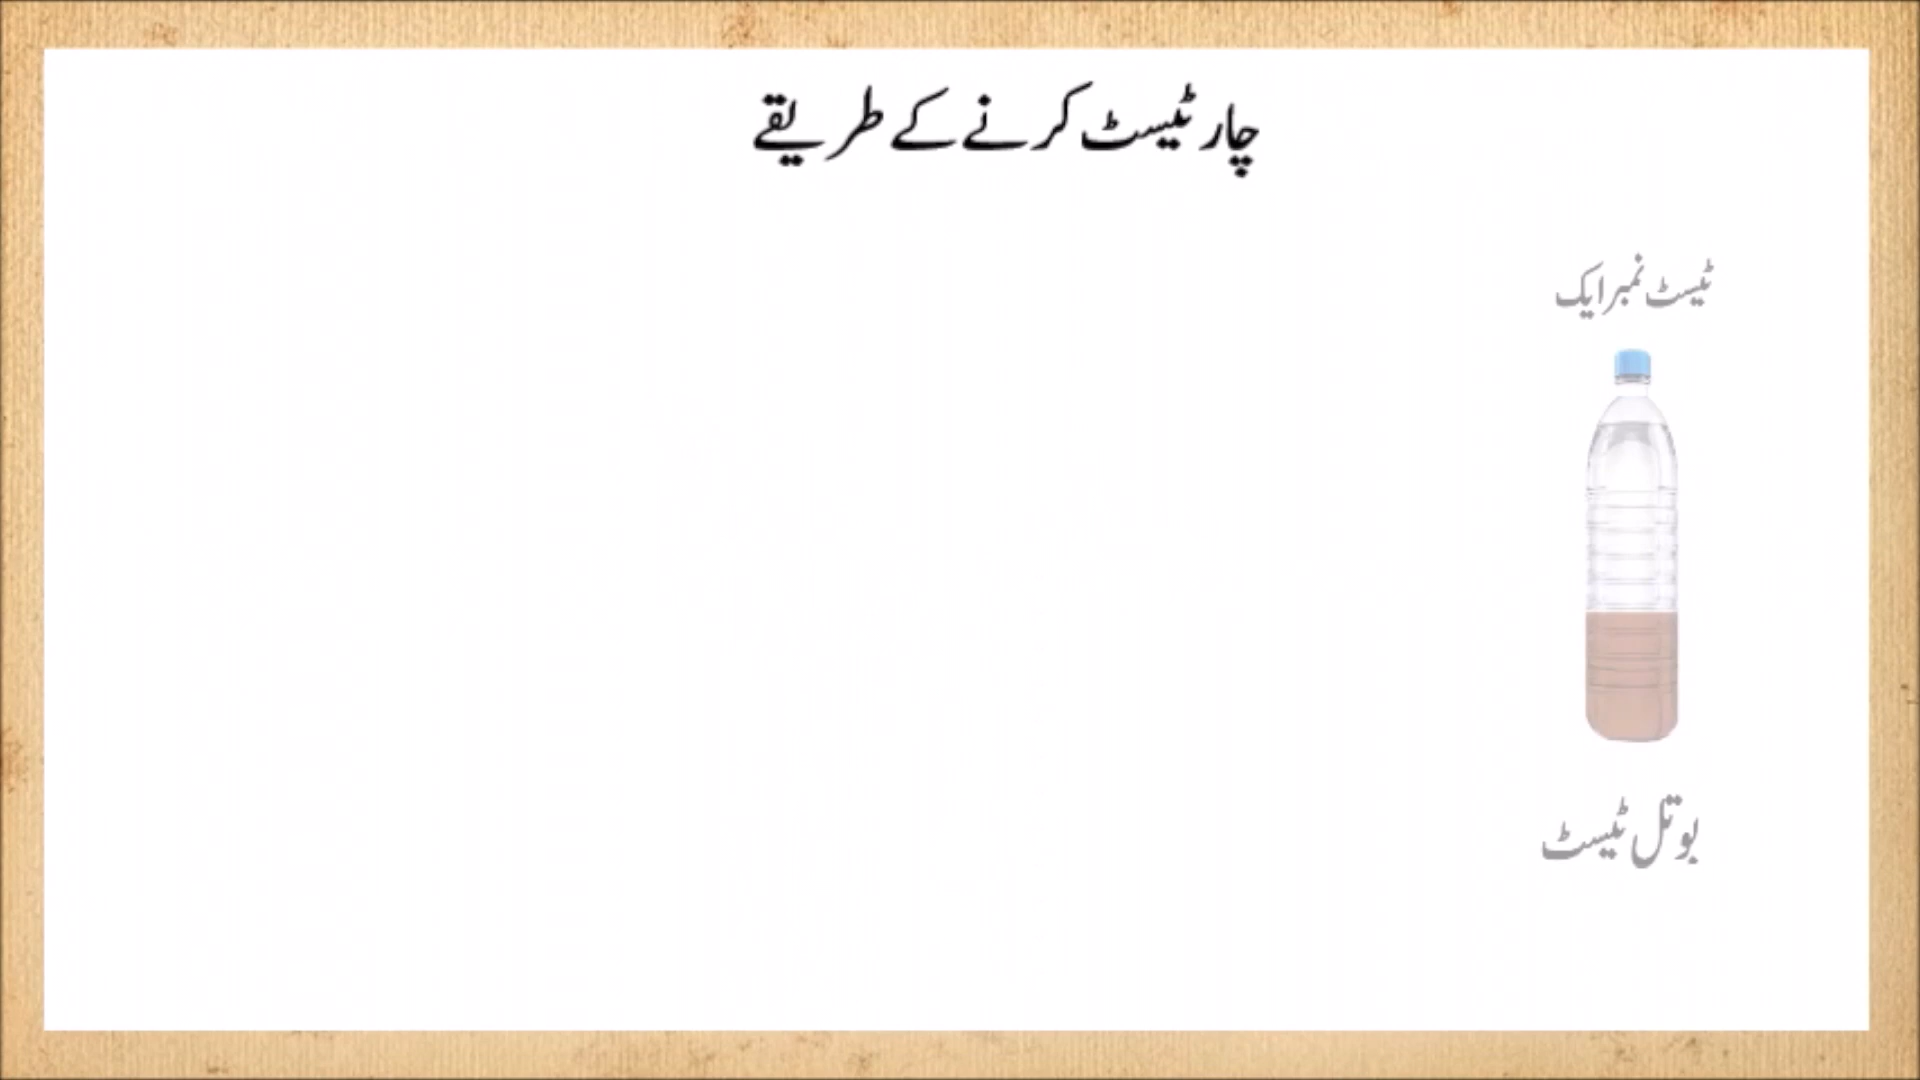 چار ٹیسٹ کرنے کے طریقے
ٹیسٹ نمبر ایک
بوتل ٹیسٹ